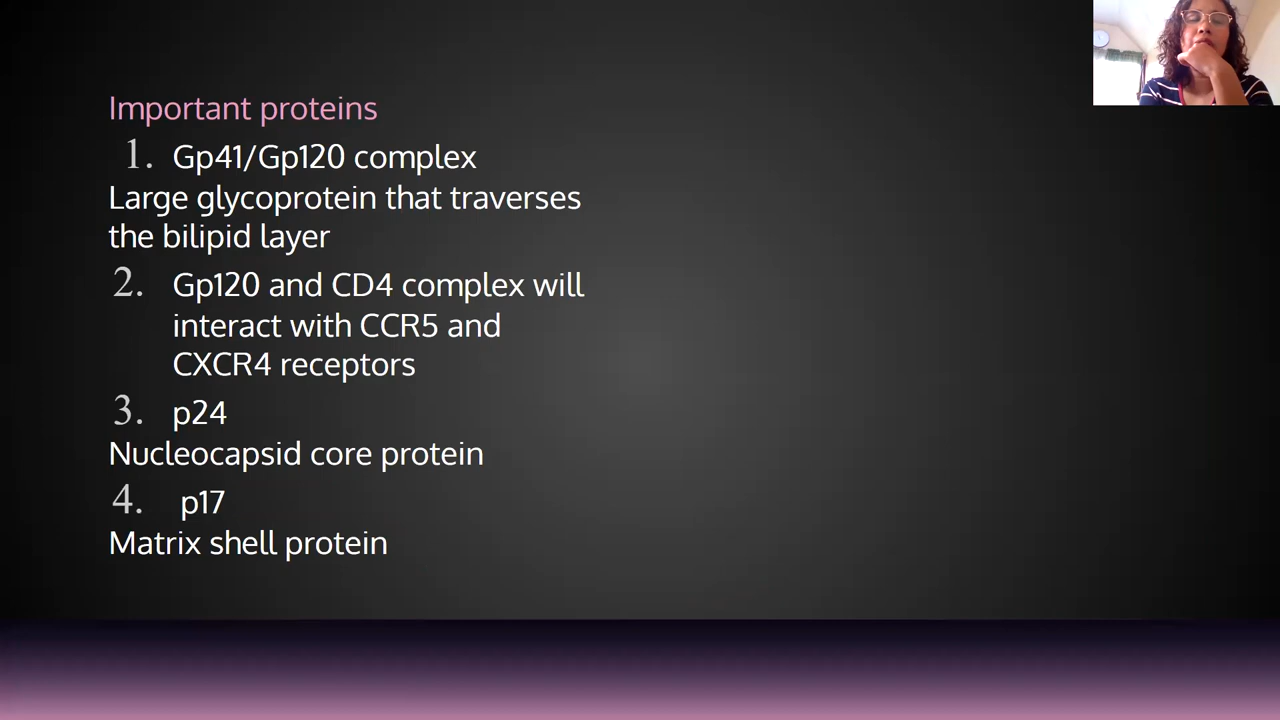 Important proteins
1. Gp41/Gp120 complex
Large glycoprotein that traverses
the bilipid layer
2. Gp120 and CD4 complex will
interact with CCR5 and
CXCR4 receptors
3. p24
Nucleocapsid core protein
4. p17
Matrix shell protein